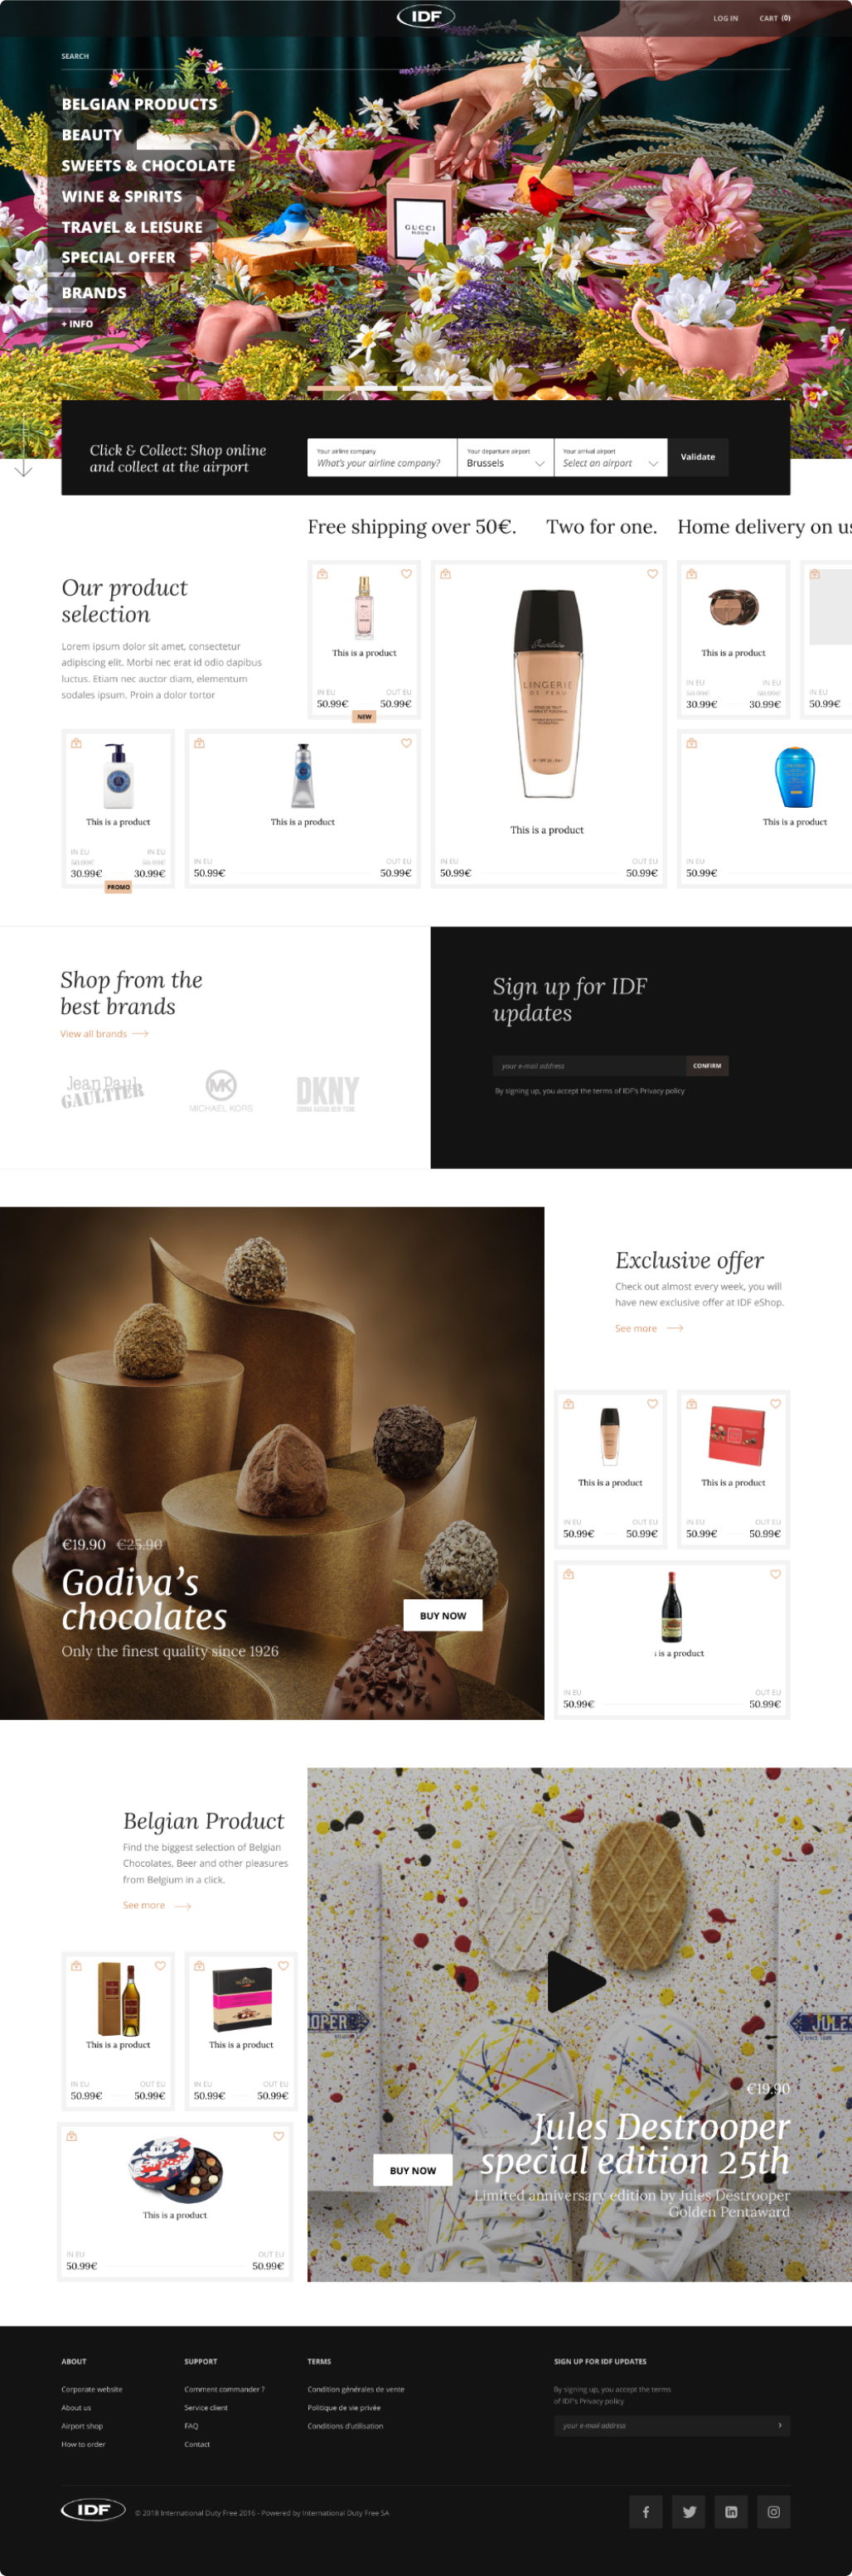 IDF
LOG IN
CART (0)
SEARCH
BELGIAN PRODUCTS
BEAUTY
SWEETS & CHOCOLATE
WINE & SPIRITS
TRAVEL & LEISURE
SPECIAL OFFER
BRANDS
+ INFO
GUCCI
BLOOM
Click & Collect: Shop online
and collect at the airport
Your airline company
What's your airline company?
Your departure airport
Brussels
Your arrival airport
Select an airport
Validate
Free shipping over 50€.
Two for one.
Home delivery on us
Our product
selection
Lorem ipsum dolor sit amet, consectetur
adipiscing elit. Morbi nec erat id odio dapibus
luctus. Etiam nec auctor diam, elementum
sodales ipsum. Proin a dolor tortor
This is a product
IN EU
OUT EU
50.99€
50.99€
NEW
LINGERIE
DE PEAU
This is a product
IN EU
OUT EU
50.99€
50.99€
This is a product
IN EU
IN EU
50.99€
50.99€
30.99€
30.99€
IN EU
50.99€
This is a product
IN EU
IN EU
50.99€
50.99€
30.99€
30.99€
PROMO
This is a product
IN EU
OUT EU
50.99€
50.99€
This is a product
IN EU
50.99€
Shop from the
best brands
View all brands
Jean Paul
GAULTIER
MK
MICHAEL KORS
DKNY
DONNA KARAN NEW YORK
Sign up for IDF
updates
your e-mail address
CONFIRM
By signing up, you accept the terms of IDF's Privacy policy
€19.90 €25.90
Godiva's
chocolates
Only the finest quality since 1926
BUY NOW
Exclusive offer
Check out almost every week, you will
have new exclusive offer at IDF eShop.
See more
This is a product
IN EU
OUT EU
50.99€
50.99€
This is a product
IN EU
OUT EU
50.99€
50.99€
s is a product
IN EU
OUT EU
50.99€
50.99€
Belgian Product
Find the biggest selection of Belgian
Chocolates, Beer and other pleasures
from Belgium in a click.
See more
This is a product
IN EU
OUT EU
50.99€
50.99€
This is a product
IN EU
OUT EU
50.99€
50.99€
This is a product
IN EU
OUT EU
50.99€
50.99€
OOPER
JULES
€19.90
Jules Destrooper
special edition 25th
Limited anniversary edition by Jules Destrooper
Golden Pentaward
BUY NOW
ABOUT
Corporate website
About us
Airport shop
How to order
SUPPORT
Comment commander ?
Service client
FAQ
Contact
TERMS
Condition générales de vente
Politique de vie privée
Conditions d'utilisation
SIGN UP FOR IDF UPDATES
By signing up, you accept the terms
of IDF's Privacy policy
your e-mail address
IDF
© 2018 International Duty Free 2016 - Powered by International Duty Free SA